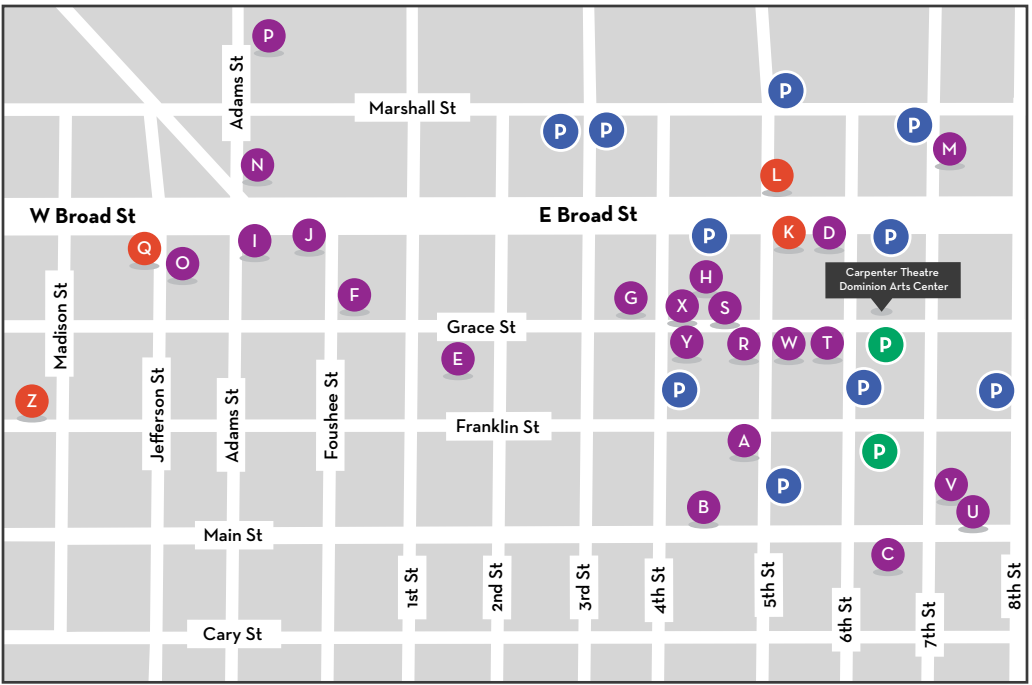 P
Adams St
Marshall St
P
P
P
P
M
N
L
W Broad St
E Broad St
Q
O
I
J
P
K
D
P
Carpenter Theatre
Dominion Arts Center
H
F
G
X
S
Madison St
Grace St
E
Y
R
W
T
P
Z
P
P
P
Jefferson St
Adams St
Foushee St
Franklin St
A
P
B
P
V
U
Main St
C
1st St
2nd St
3rd St
4th St
5th St
6th St
7th St
8th St
Cary St